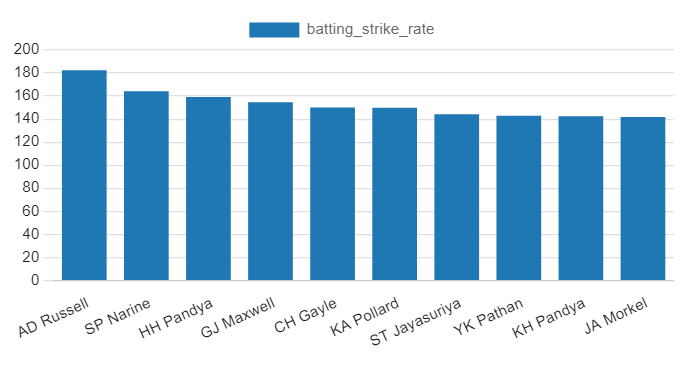 batting_strike_rate
200
180
160
140
120
100
80
60
40
20
0
AD Russell
SP Narine
HH Pandya
GJ Maxwell
CH Gayle
KA Pollard
ST Jayasuriya
YK Pathan
KH Pandya
JA Morkel